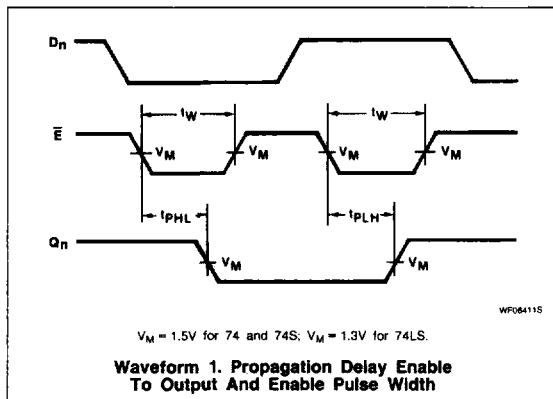 Dn
tW tW
E
VM VM VM VM
tPHL tPLH
Qn
VM VM
WF06411S
VM = 1.5V for 74 and 74S; VM = 1.3V for 74LS.
Waveform 1. Propagation Delay Enable
To Output And Enable Pulse Width